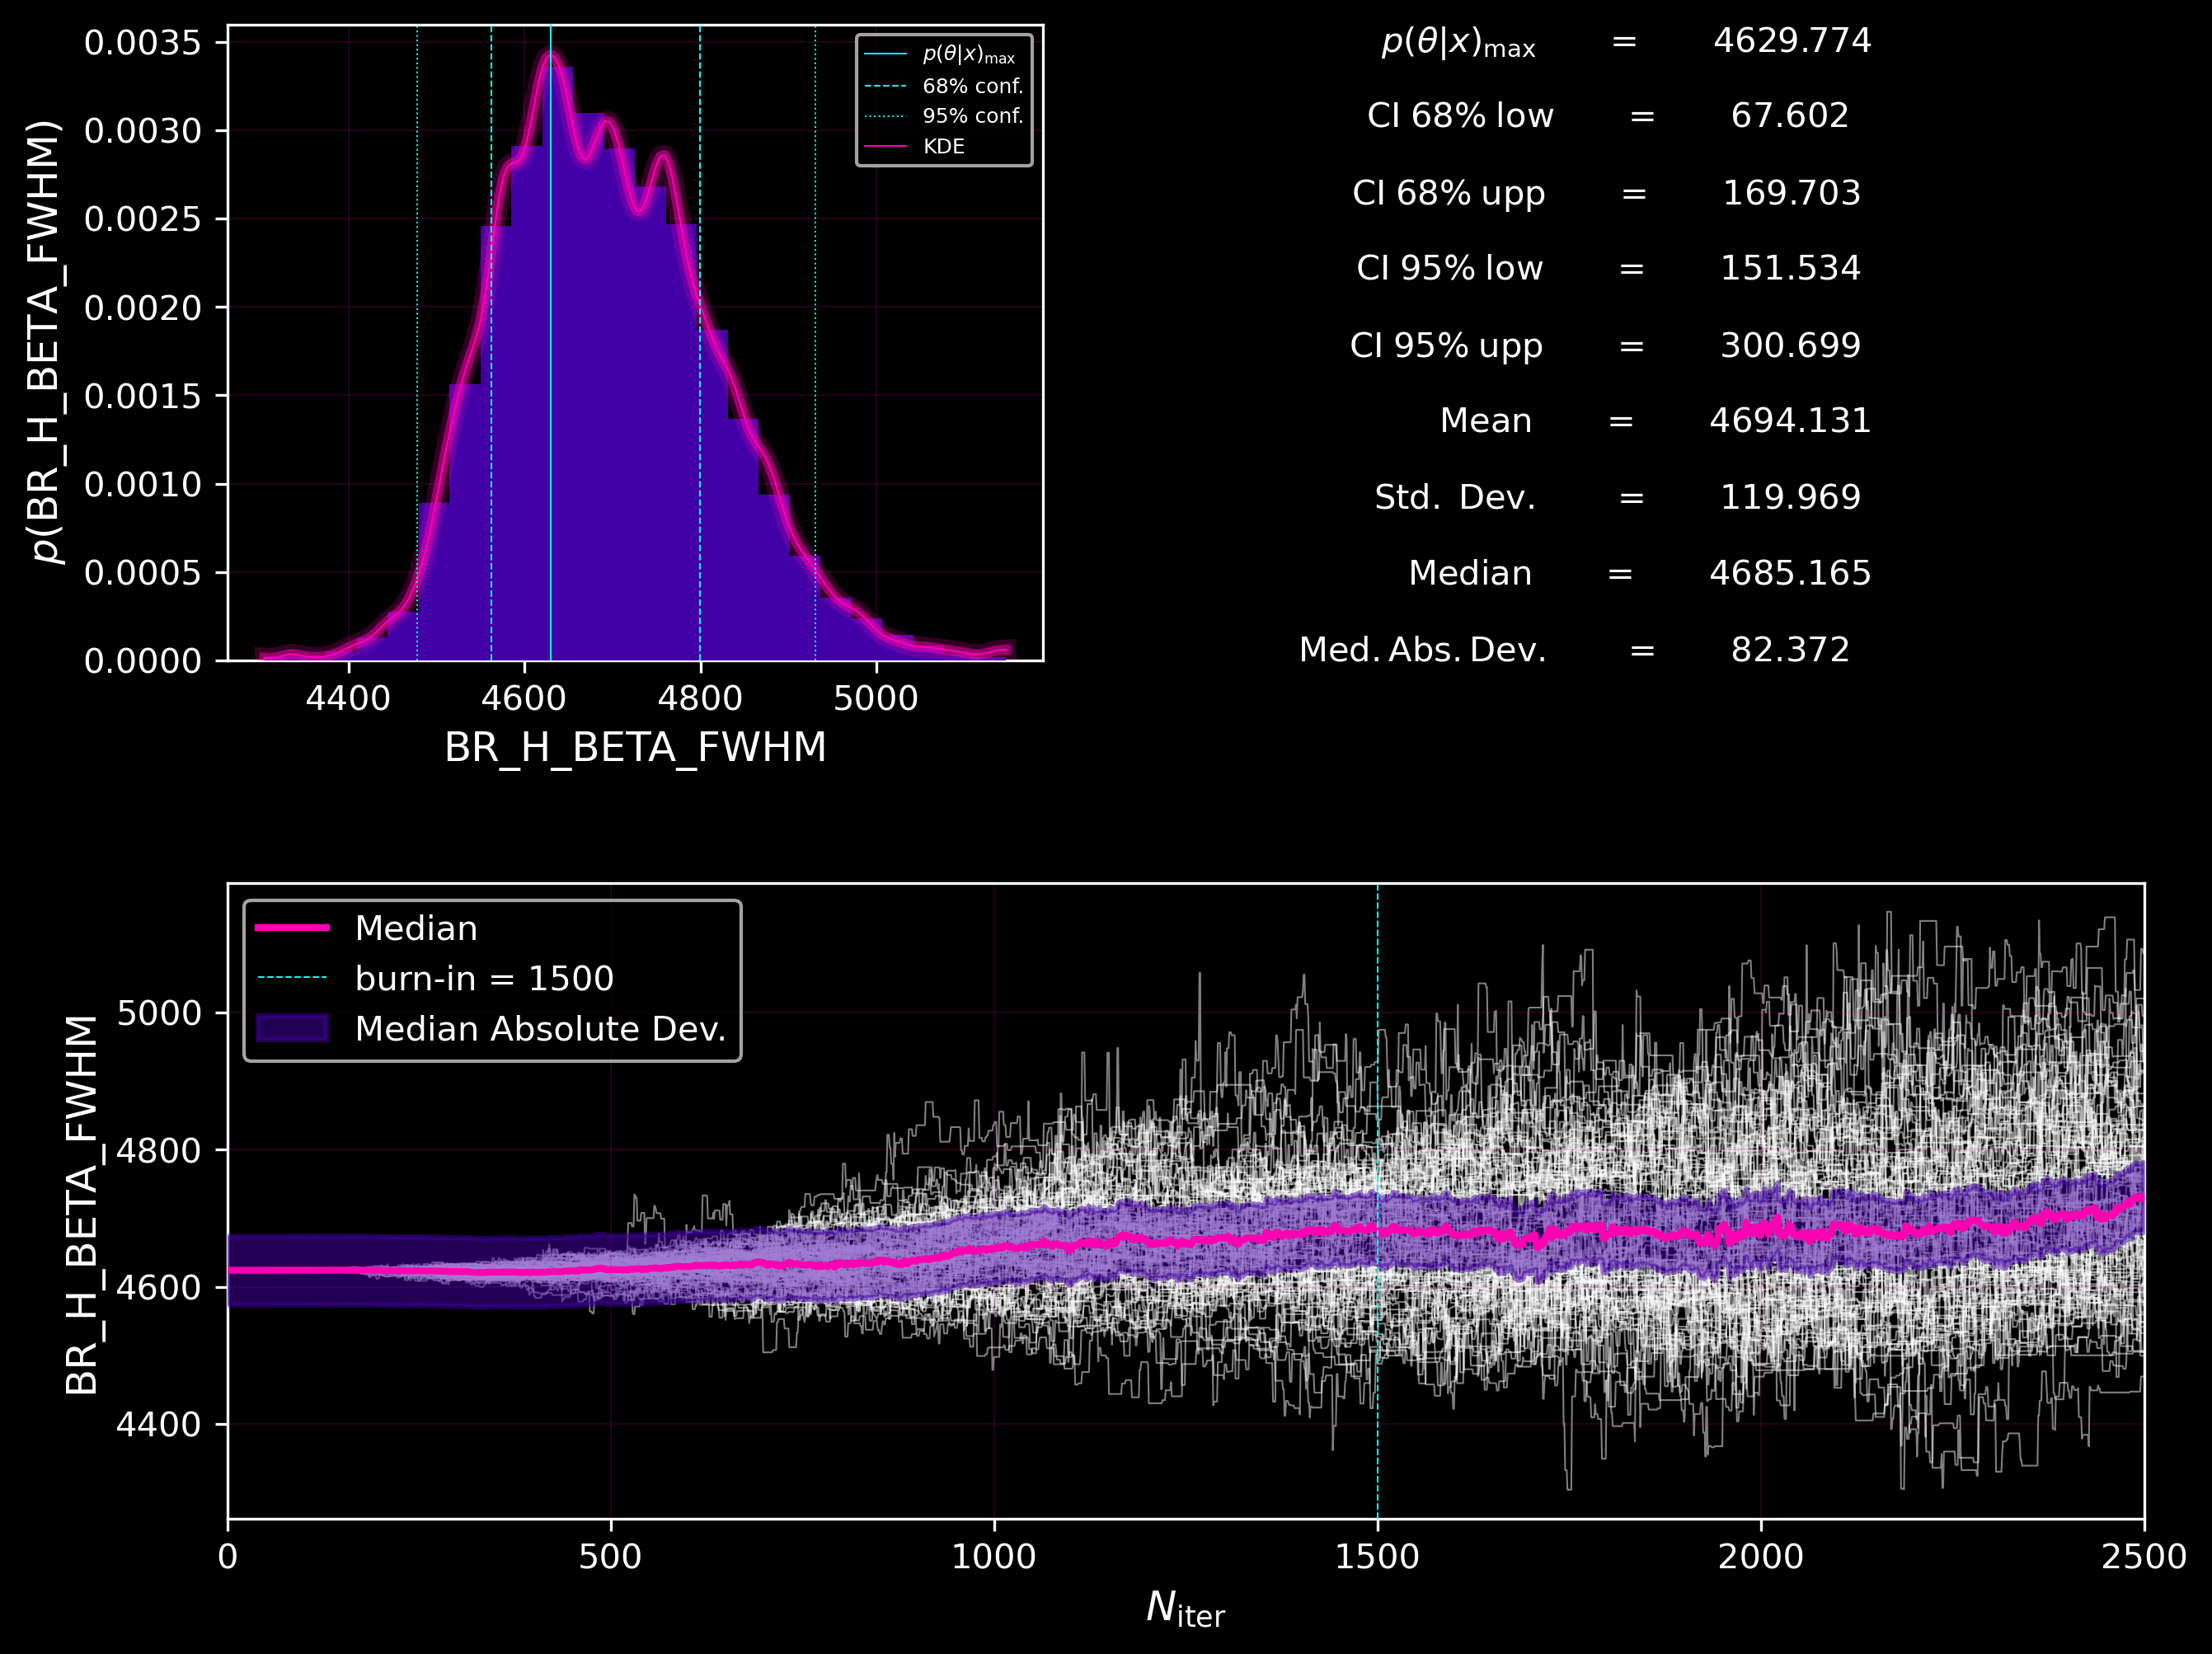 0.0035
0.0030
0.0025
0.0020
0.0015
0.0010
0.0005
0.0000
p(BR_H_BETA_FWHM)
4400 4600 4800 5000
BR_H_BETA_FWHM
p(θ|x)max
68% conf.
95% conf.
KDE
p(θ|x)max = 4629.774
CI 68% low = 67.602
CI 68% upp = 169.703
CI 95% low = 151.534
CI 95% upp = 300.699
Mean = 4694.131
Std. Dev. = 119.969
Median = 4685.165
Med. Abs. Dev. = 82.372
Median
burn-in = 1500
Median Absolute Dev.
5000
4800
4600
4400
BR_H_BETA_FWHM
0 500 1000 1500 2000 2500
Niter